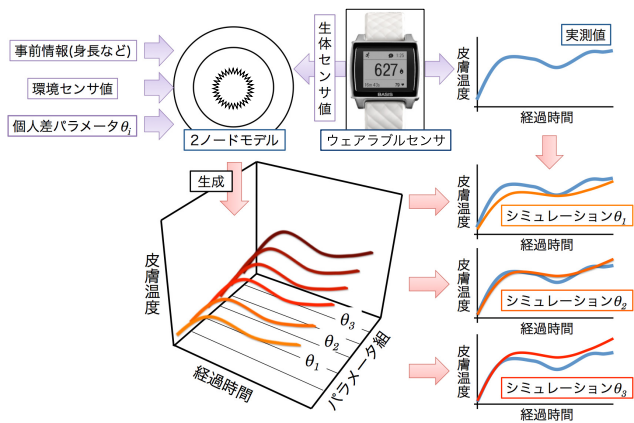 事前情報(身長など)
環境センサ値
個人差パラメータθi
2ノードモデル
生体センサ値
627
BASIS
ウェアラブルセンサ
実測値
皮膚温度
経過時間
生成
皮膚温度
経過時間
パラメータ組
θ3
θ2
θ1
皮膚温度
シミュレーションθ1
経過時間
皮膚温度
シミュレーションθ2
経過時間
皮膚温度
シミュレーションθ3
経過時間